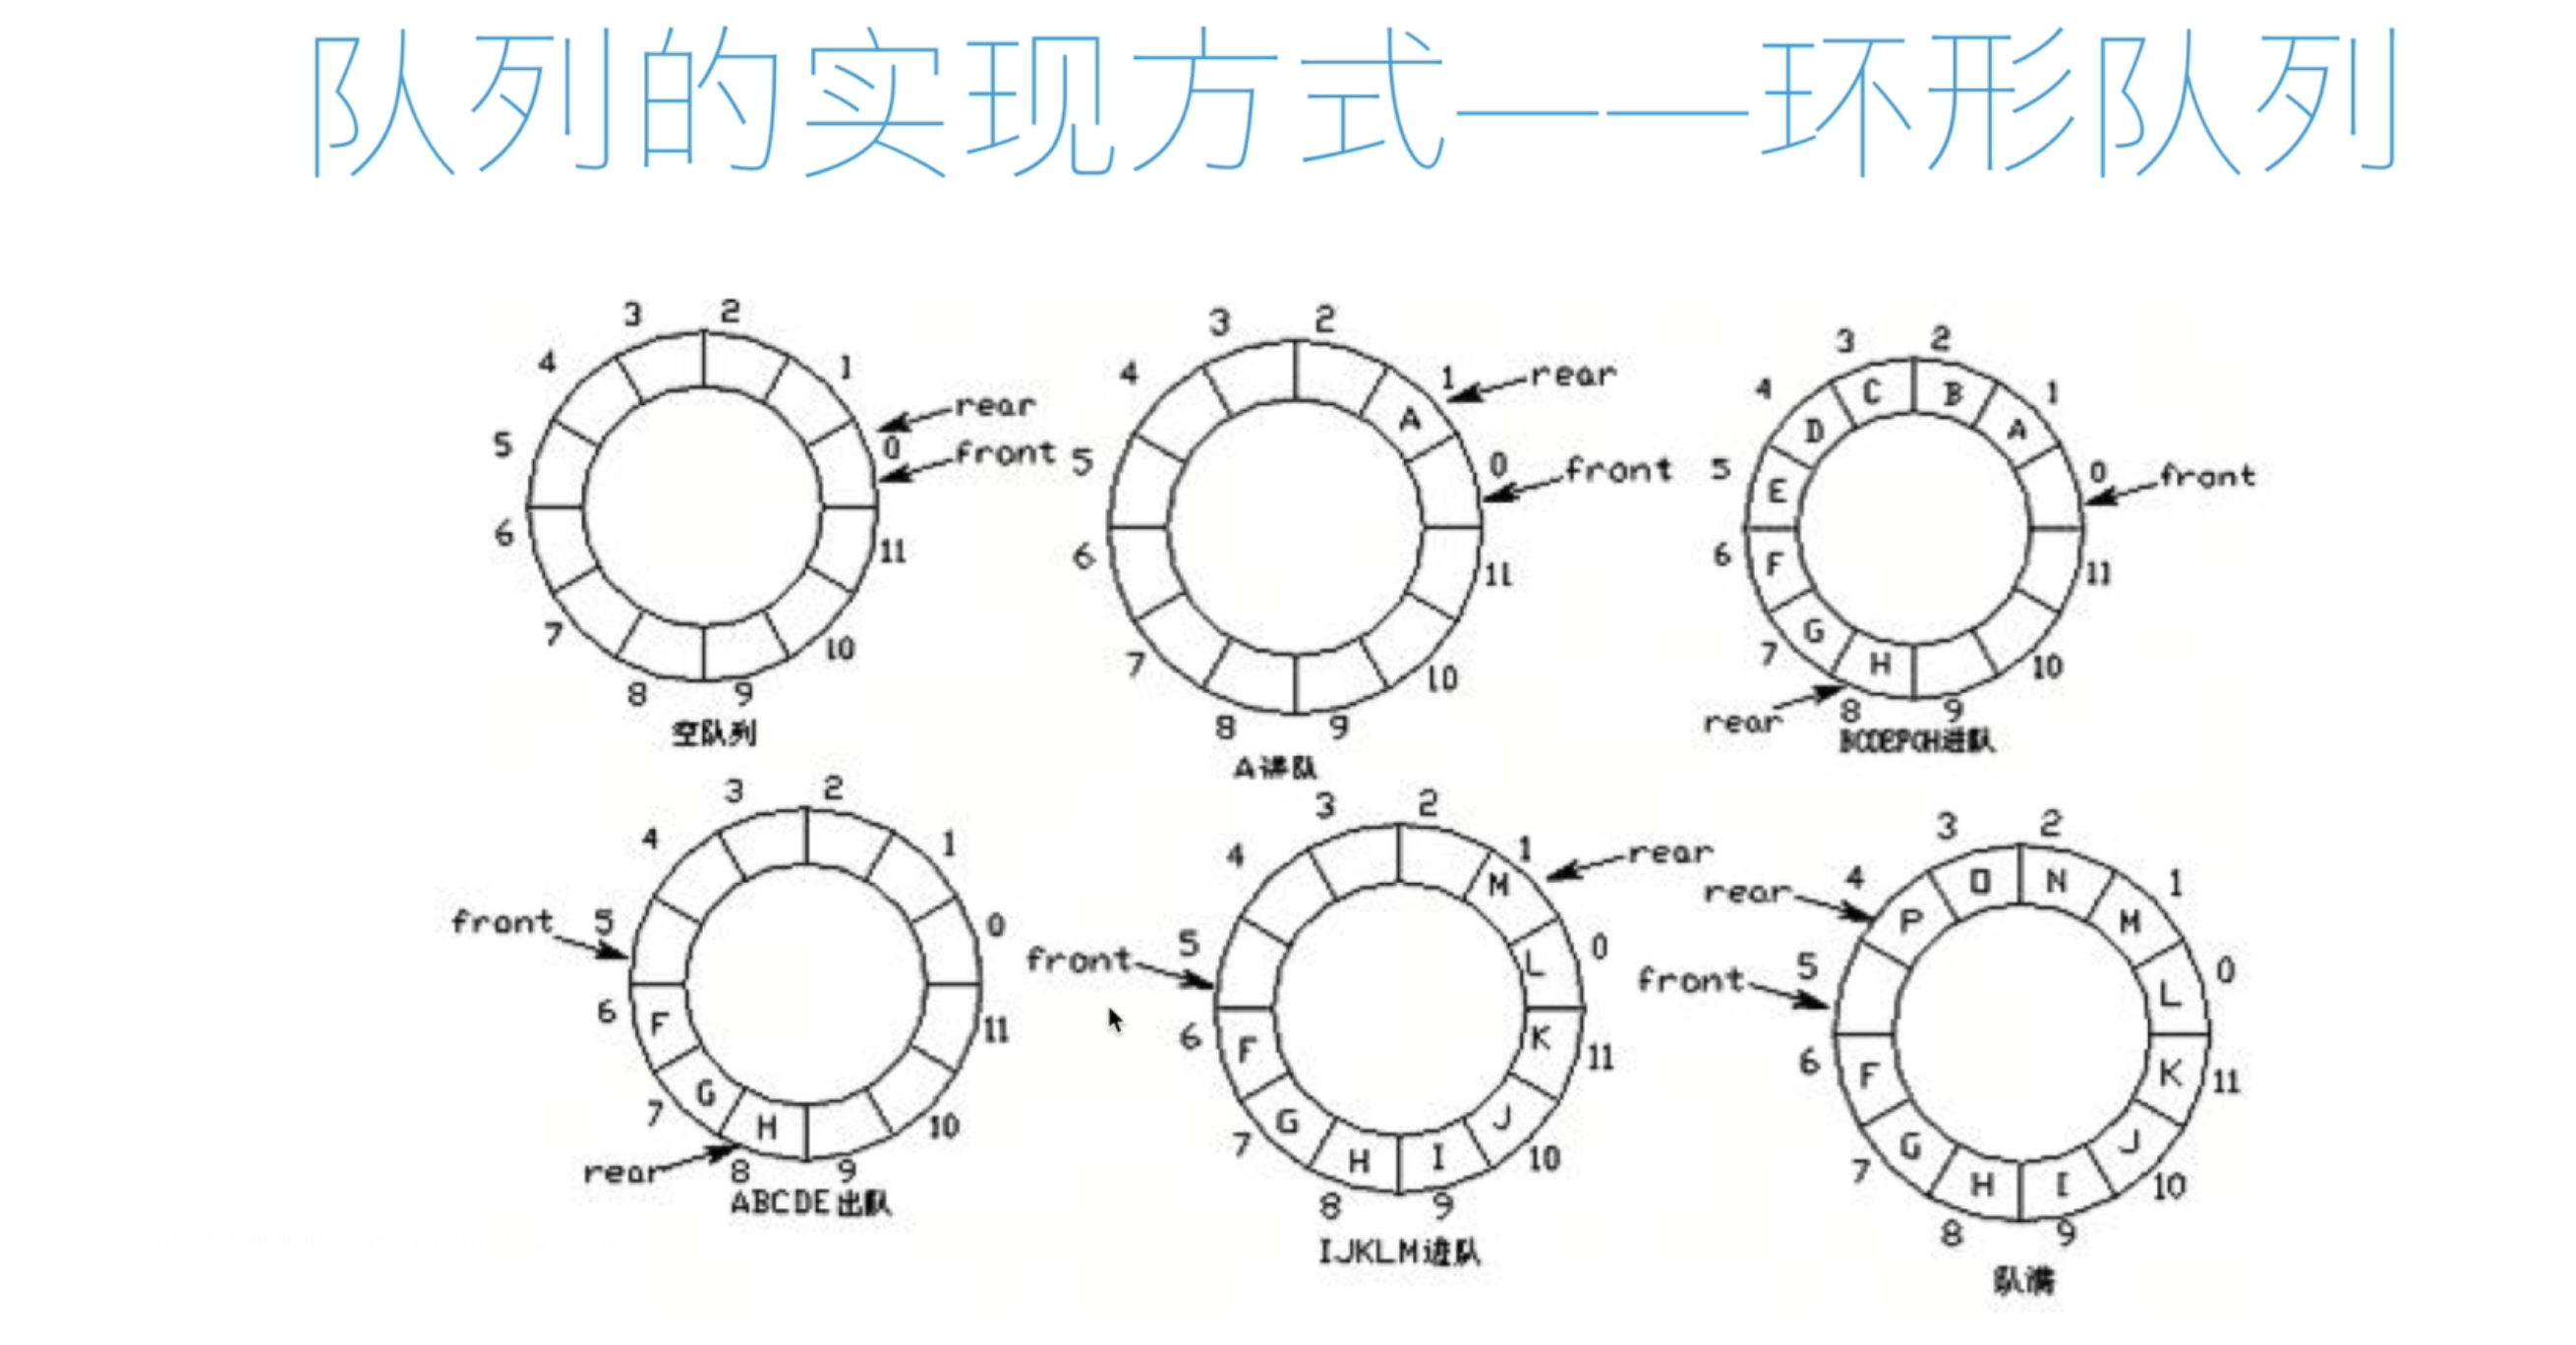 队列的实现方式——环形队列
3 2
4 1
rear
5 0 front
6 11
7 10
8 9
空队列
3 2
4 1 rear
A
5 0 front
6 11
7 10
8 9
A进队
3 2
4 C B 1
D A
5 E 0 front
6 F 11
7 G H 10
rear 8 9
BCDEFGH进队
3 2
4 1
front 5 0
6 F 11
7 G H 10
rear 8 9
ABCDE出队
3 2
4 1 rear
M
front 5 L 0
6 F K 11
7 G H I J 10
8 9
IJKLM进队
3 2
rear 4 O N 1
P M
front 5 L 0
6 F K 11
7 G H I J 10
8 9
队满